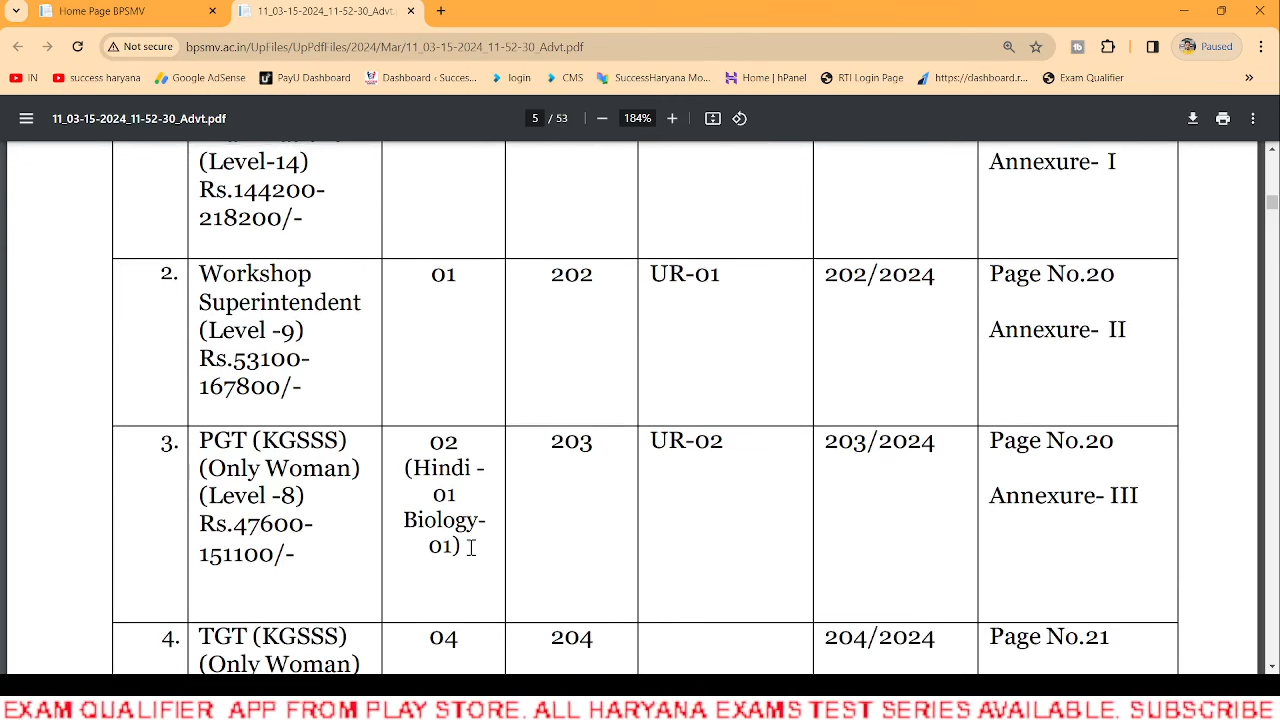 Home Page BPSMV
11_03-15-2024_11-52-30_Advt.
Not secure
bpsmv.ac.in/UpFiles/UpPdfFiles/2024/Mar/11_03-15-2024_11-52-30_Advt.pdf
Paused
IN
success haryana
Google AdSense
PayU Dashboard
Dashboard ‹ Succes...
login
CMS
SuccessHaryana Mo...
Home | hPanel
RTI Login Page
https://dashboard.r...
Exam Qualifier
11_03-15-2024_11-52-30_Advt.pdf
5 / 53
184%
(Level-14)
Rs.144200-
218200/-
Annexure- I
2.
Workshop
Superintendent
(Level -9)
Rs.53100-
167800/-
01
202
UR-01
202/2024
Page No.20
Annexure- II
3.
PGT (KGSSS)
(Only Woman)
(Level -8)
Rs.47600-
151100/-
02
(Hindi -
01
Biology-
01)
203
UR-02
203/2024
Page No.20
Annexure- III
4.
TGT (KGSSS)
(Only Woman)
04
204
204/2024
Page No.21
EXAM QUALIFIER APP FROM PLAY STORE. ALL HARYANA EXAMS TEST SERIES AVAILABLE. SUBSCRIBE